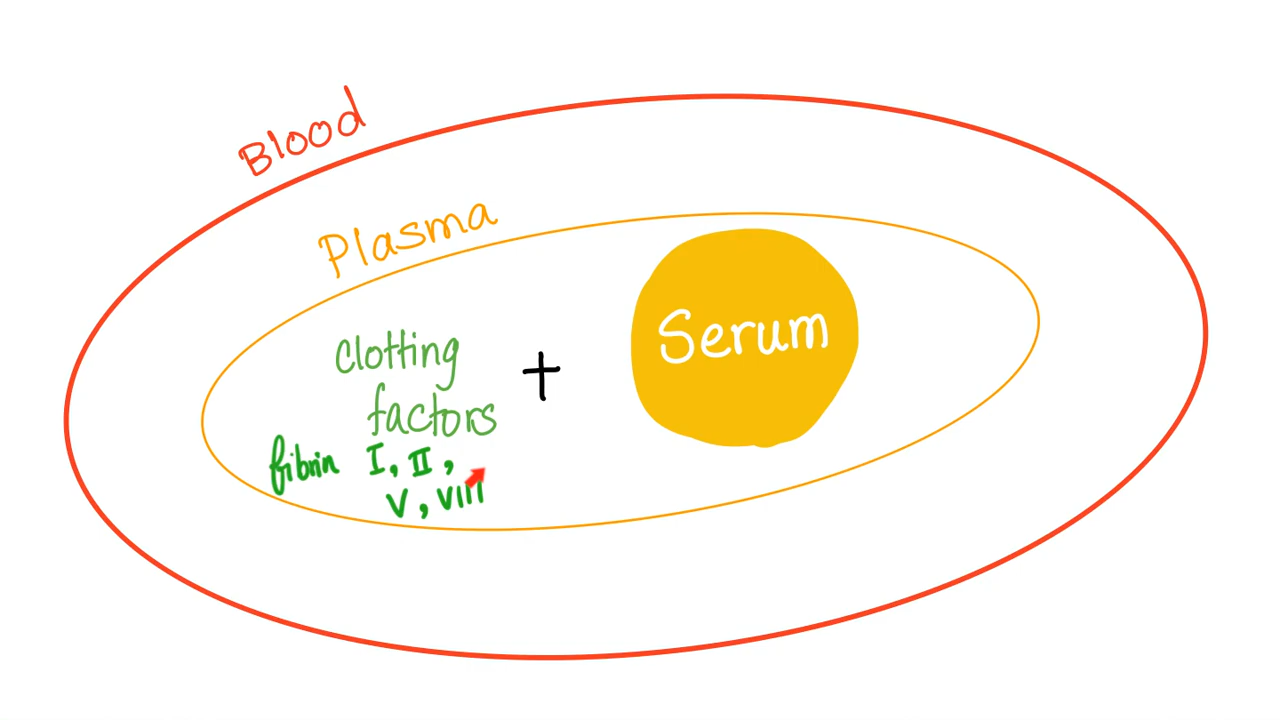 Blood
Plasma
Clotting
factors
+
Serum
fibrin I, II,
V, VIII